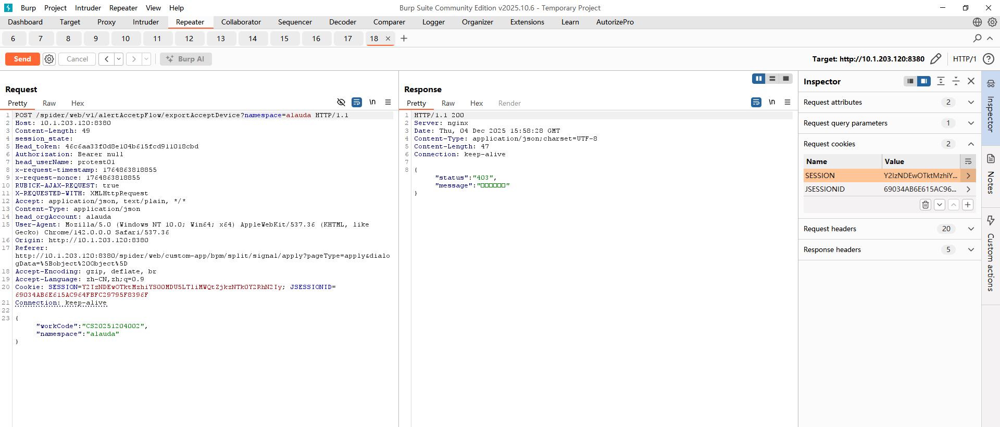 Burp Project Intruder Repeater View Help
Burp Suite Community Edition v2025.10.6 - Temporary Project
Dashboard Target Proxy Intruder Repeater Collaborator Sequencer Decoder Comparer Logger Organizer Extensions Learn AutorizePro
6 7 8 9 10 11 12 13 14 15 16 17 18 × +
Send Cancel Burp AI
Target: http://10.1.203.120:8380 HTTP/1
Request
Pretty Raw Hex \n
1 POST /spider/web/v1/alertAccetpFlow/exportAcceptDevice?namespace=alauda HTTP/1.1
2 Host: 10.1.203.120:8380
3 Content-Length: 49
4 session_state:
5 Head_token: 46c6aa33f0d8e104b615fcd911018cbd
6 Authorization: Bearer null
7 head_userName: protest01
8 x-request-timestamp: 1764863818855
9 x-request-nonce: 1764863818855
10 RUBICK-AJAX-REQUEST: true
11 X-REQUESTED-WITH: XMLHttpRequest
12 Accept: application/json, text/plain, */*
13 Content-Type: application/json
14 head_orgAccount: alauda
15 User-Agent: Mozilla/5.0 (Windows NT 10.0; Win64; x64) AppleWebKit/537.36 (KHTML, like
Gecko) Chrome/142.0.0.0 Safari/537.36
16 Origin: http://10.1.203.120:8380
17 Referer:
http://10.1.203.120:8380/spider/web/custom-app/bpm/split/signal/apply?pageType=apply&dialo
gData=%5Bobject%20Object%5D
18 Accept-Encoding: gzip, deflate, br
19 Accept-Language: zh-CN,zh;q=0.9
20 Cookie: SESSION=Y2IzNDEwOTktMzhiYS00MDU5LTliMWQtZjkzNTk0Y2RhN2Iy; JSESSIONID=
69034AB6E615AC964FBFC29795F8396F
21 Connection: keep-alive
22
23 {
"workCode":"CS20251204002",
"namespace":"alauda"
}
Response
Pretty Raw Hex Render \n
1 HTTP/1.1 200
2 Server: nginx
3 Date: Thu, 04 Dec 2025 15:58:28 GMT
4 Content-Type: application/json;charset=UTF-8
5 Content-Length: 47
6 Connection: keep-alive
7
8 {
"status":"403",
"message":"□□□□□□"
}
Inspector
Request attributes 2
Request query parameters 1
Request cookies 2
Name Value
SESSION Y2IzNDEwOTktMzhiY...
JSESSIONID 69034AB6E615AC96...
Request headers 20
Response headers 5
Inspector
Notes
Custom actions